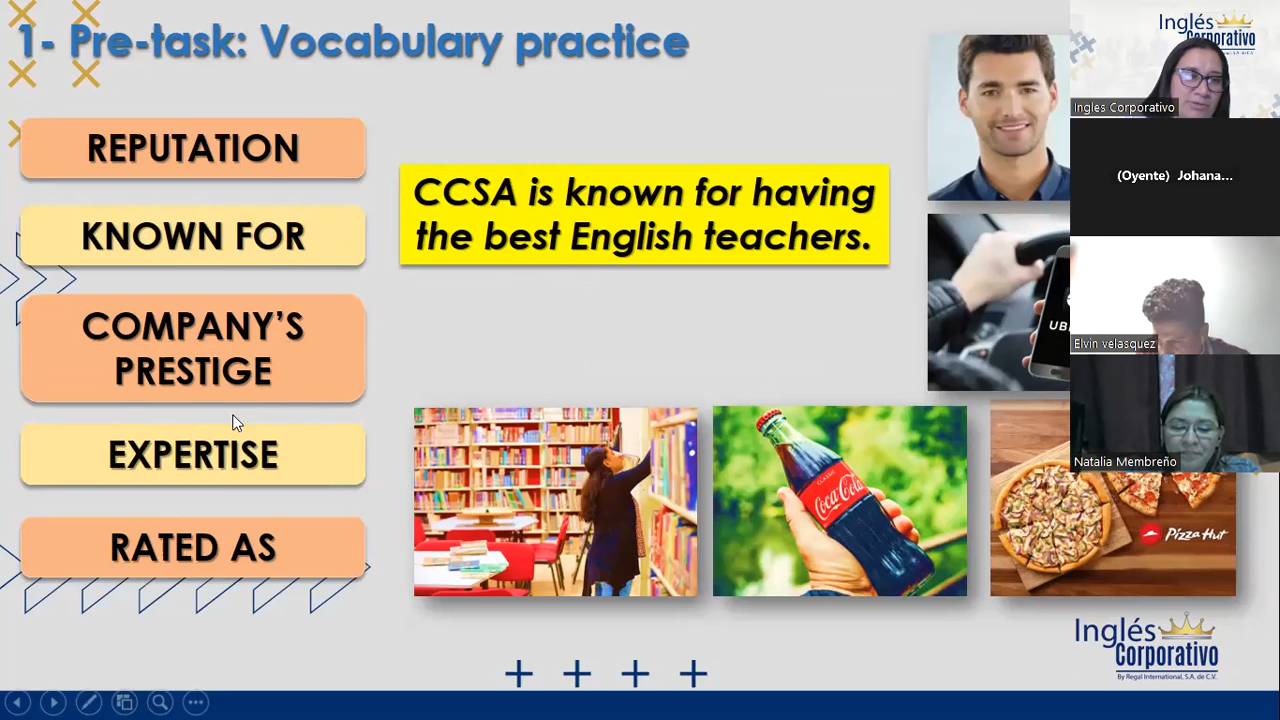 1- Pre-task: Vocabulary practice
REPUTATION
KNOWN FOR
COMPANY’S
PRESTIGE
EXPERTISE
RATED AS
CCSA is known for having
the best English teachers.
UB
Coca-Cola
Pizza Hut
Inglés
Corporativo
Ingles Corporativo
(Oyente) Johana...
Elvin velasquez
Natalia Membreño
Inglés
Corporativo
By Regal International, S.A. de C.V.